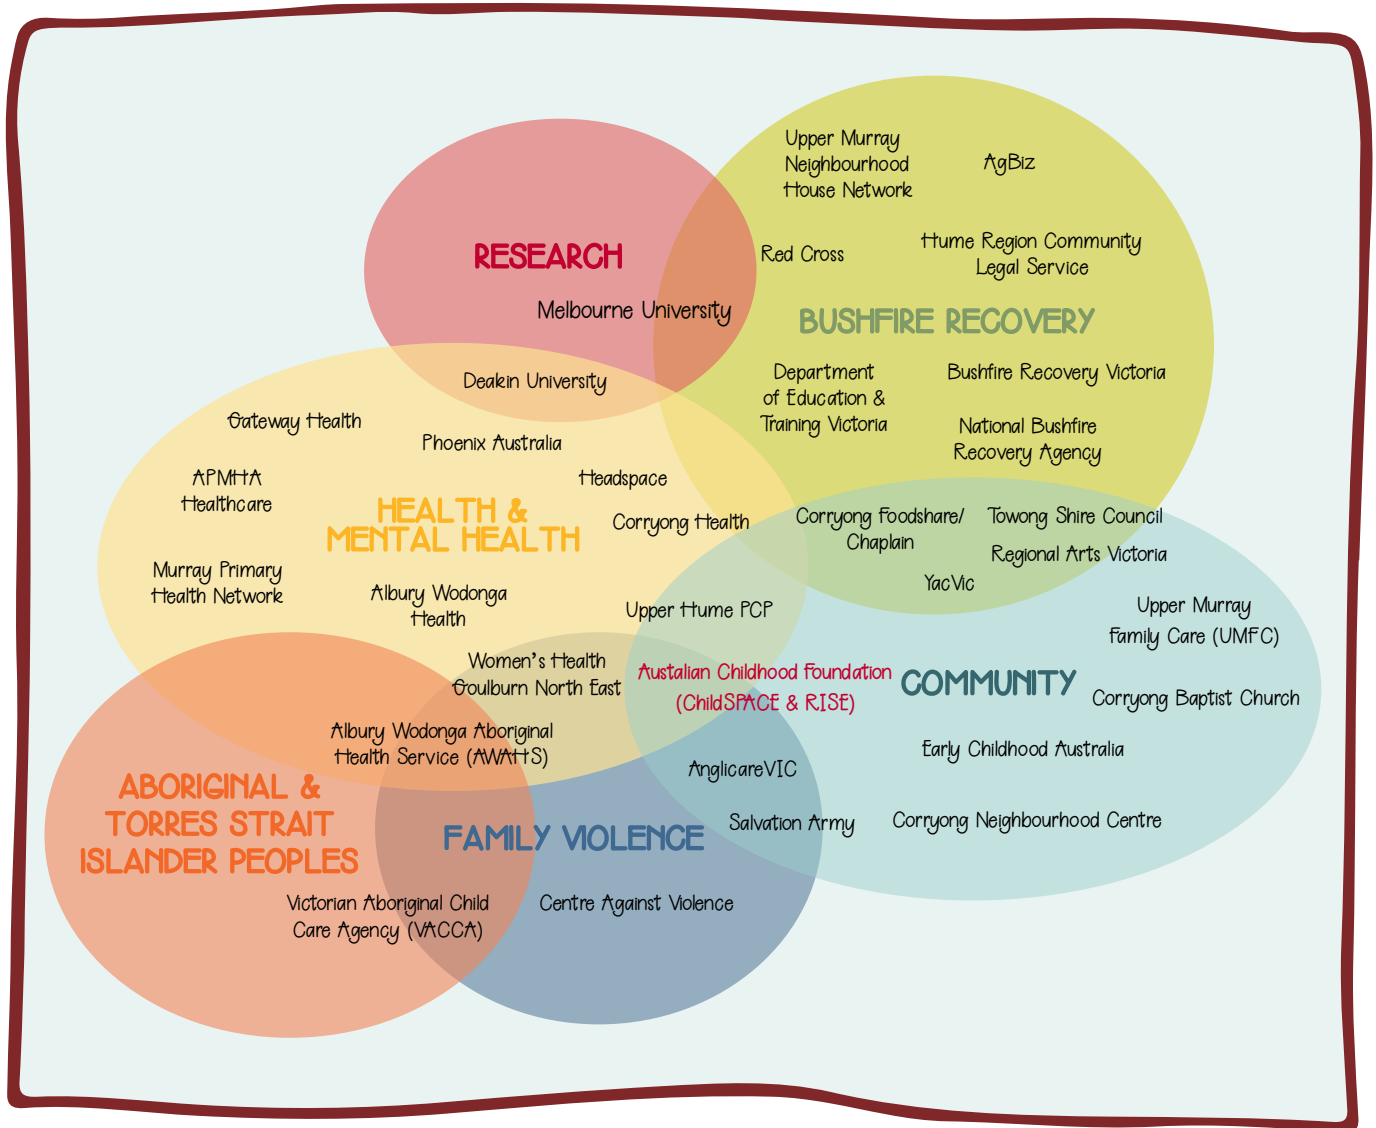 RESEARCH
Melbourne University
Upper Murray
Neighbourhood
House Network
AgBiz
Red Cross
Hume Region Community
Legal Service
BUSHFIRE RECOVERY
Department
of Education &
Training Victoria
Bushfire Recovery Victoria
National Bushfire
Recovery Agency
Deakin University
Gateway Health
Phoenix Australia
APMHA
Healthcare
Headspace
HEALTH &
MENTAL HEALTH
Corryong Health
Murray Primary
Health Network
Albury Wodonga
Health
Corryong Foodshare/
Chaplain
Towong Shire Council
Regional Arts Victoria
YacVic
Upper Hume PCP
Upper Murray
Family Care (UMFC)
Women's Health
Goulburn North East
Austalian Childhood Foundation
(ChildSPACE & RISE)
COMMUNITY
Corryong Baptist Church
Early Childhood Australia
Albury Wodonga Aboriginal
Health Service (AWAHS)
AnglicareVIC
Salvation Army
Corryong Neighbourhood Centre
ABORIGINAL &
TORRES STRAIT
ISLANDER PEOPLES
FAMILY VIOLENCE
Victorian Aboriginal Child
Care Agency (VACCA)
Centre Against Violence